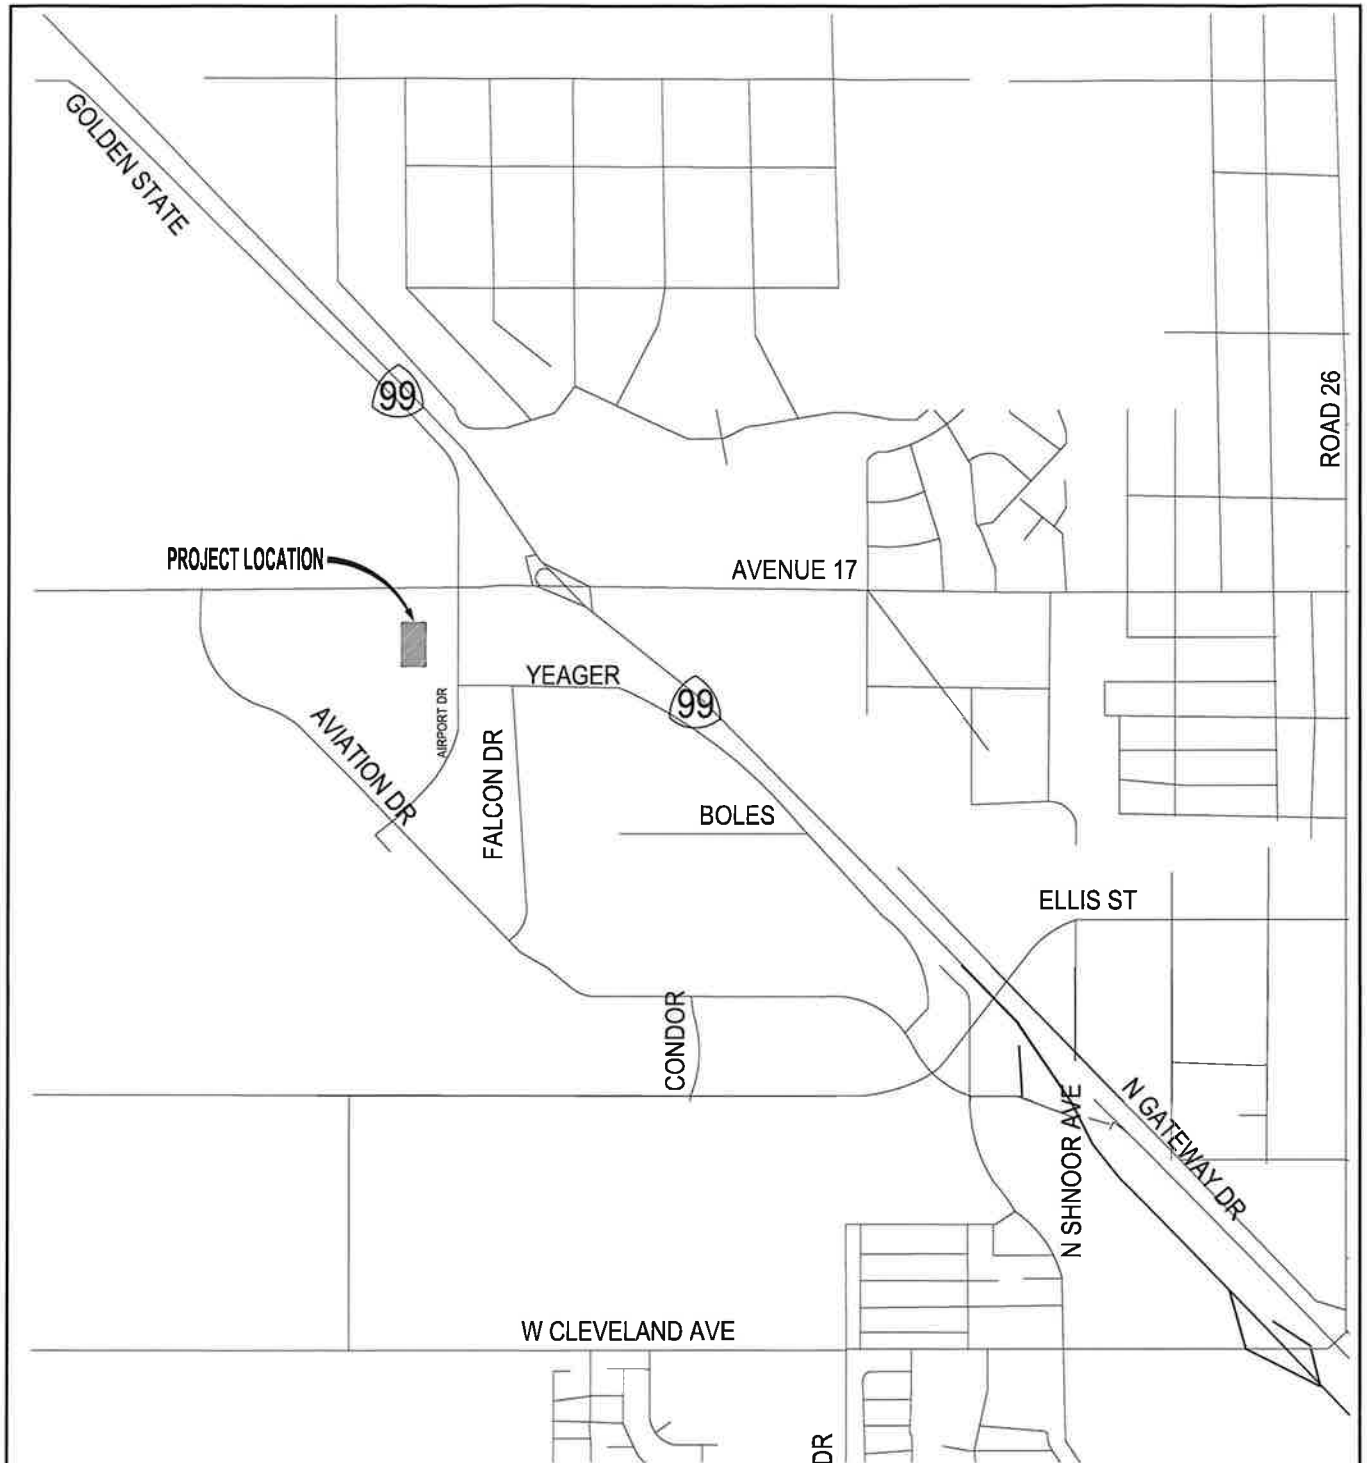 GOLDEN STATE
99
ROAD 26
PROJECT LOCATION
AVENUE 17
YEAGER
99
AIRPORT DR
AVIATION DR
FALCON DR
BOLES
ELLIS ST
CONDOR
N SHNOOR AVE
N GATEWAY DR
W CLEVELAND AVE
DR